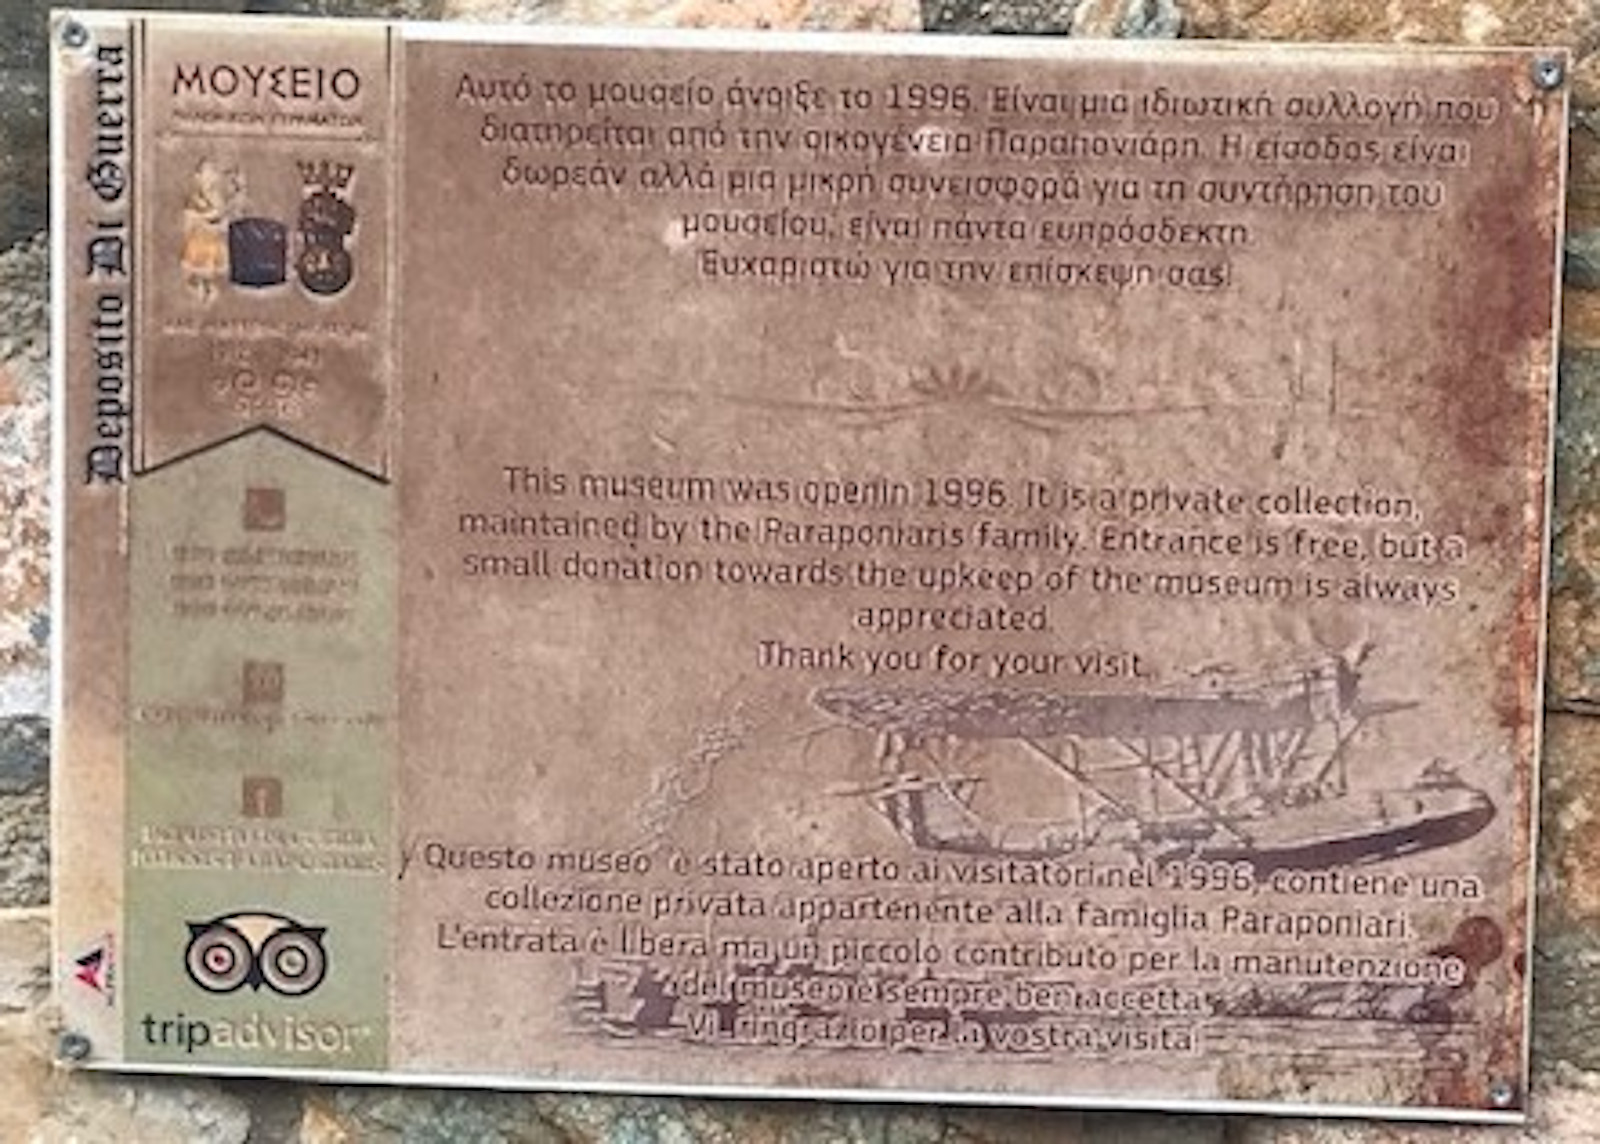 Deposito Di Guerra
ΜΟΥΣΕΙΟ
Αυτό το μουσείο άνοιξε το 1996. Είναι μια ιδιωτική συλλογή που
διατηρείται από την οικογένεια Παραπονιάρη. Η είσοδος είναι
δωρεάν αλλά μια μικρή συνεισφορά για τη συντήρηση του
μουσείου, είναι πάντα ευπρόσδεκτη.
Ευχαριστώ για την επίσκεψη σας!
This museum was openin 1996. It is a private collection,
maintained by the Paraponiaris family. Entrance is free, but a
small donation towards the upkeep of the museum is always
appreciated.
Thank you for your visit.
Questo museo è stato aperto ai visitatori nel 1996, contiene una
collezione privata appartenente alla famiglia Paraponiari.
L'entrata è libera ma un piccolo contributo per la manutenzione
del museo è sempre ben accetta
Vi ringrazio per la vostra visita
tripadvisor